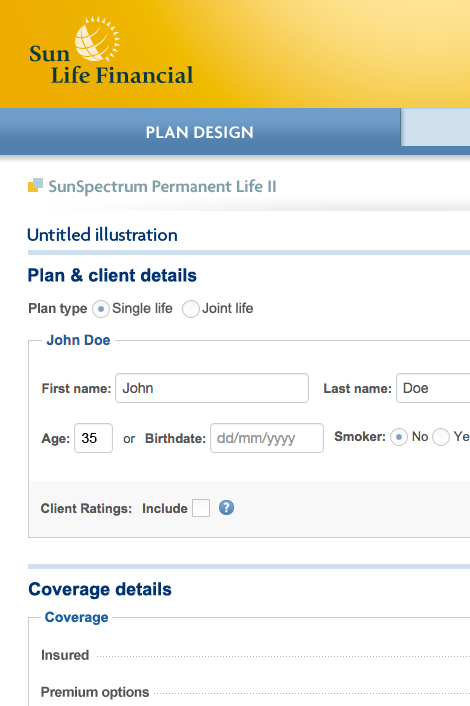 Sun
Life Financial
PLAN DESIGN
SunSpectrum Permanent Life II
Untitled illustration
Plan & client details
Plan type Single life Joint life
John Doe
First name: John Last name: Doe
Age: 35 or Birthdate: dd/mm/yyyy Smoker: No Ye
Client Ratings: Include ?
Coverage details
Coverage
Insured
Premium options